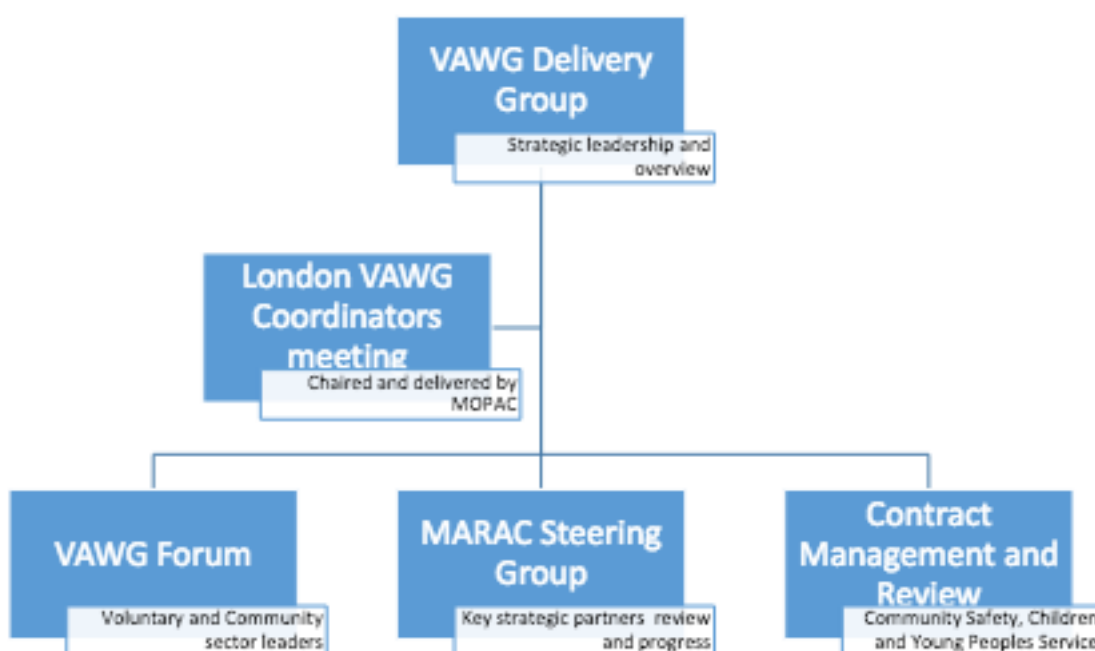 VAWG Delivery
Group
Strategic leadership and
overview
London VAWG
Coordinators
meeting
Chaired and delivered by
MOPAC
VAWG Forum
Voluntary and Community
sector leaders
MARAC Steering
Group
Key strategic partners review
and progress
Contract
Management and
Review
Community Safety, Children
and Young Peoples Service